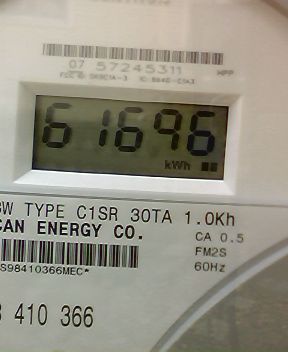 07 57245311
61696
kWh
TYPE C1SR 30TA 1.0Kh
CAN ENERGY CO.
CA 0.5
FM2S
60Hz
S98410366MEC*
410 366